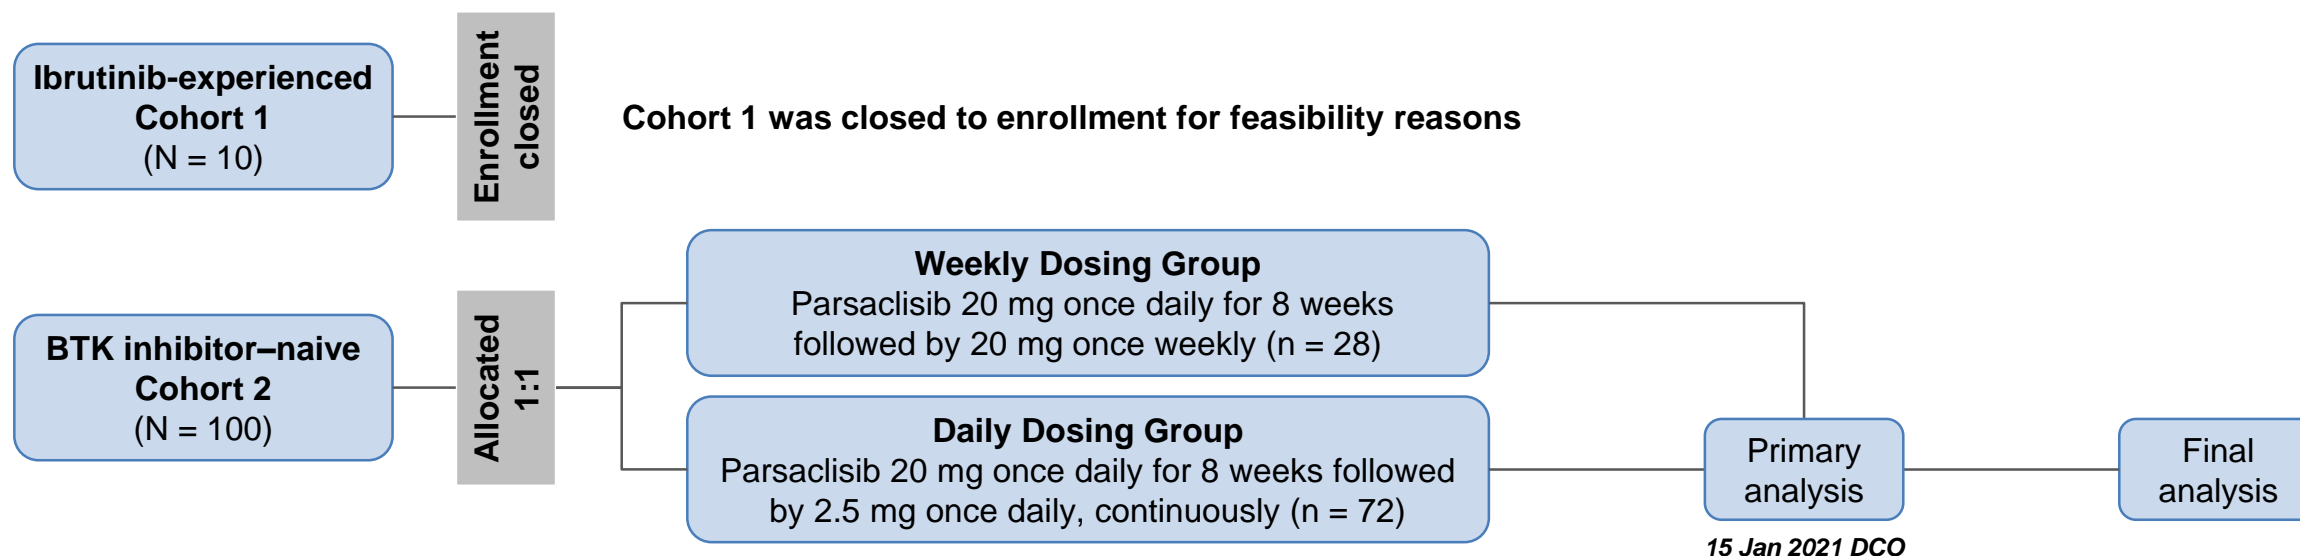 Ibrutinib-experienced
Cohort 1
(N = 10)
Enrollment
closed
Cohort 1 was closed to enrollment for feasibility reasons
BTK inhibitor–naive
Cohort 2
(N = 100)
Allocated
1:1
Weekly Dosing Group
Parsaclisib 20 mg once daily for 8 weeks
followed by 20 mg once weekly (n = 28)
Daily Dosing Group
Parsaclisib 20 mg once daily for 8 weeks followed
by 2.5 mg once daily, continuously (n = 72)
Primary
analysis
15 Jan 2021 DCO
Final
analysis